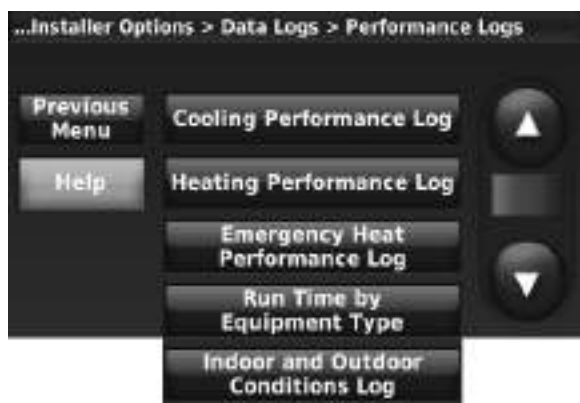 ...Installer Options > Data Logs > Performance Logs
Previous
Menu
Help
Cooling Performance Log
Heating Performance Log
Emergency Heat
Performance Log
Run Time by
Equipment Type
Indoor and Outdoor
Conditions Log